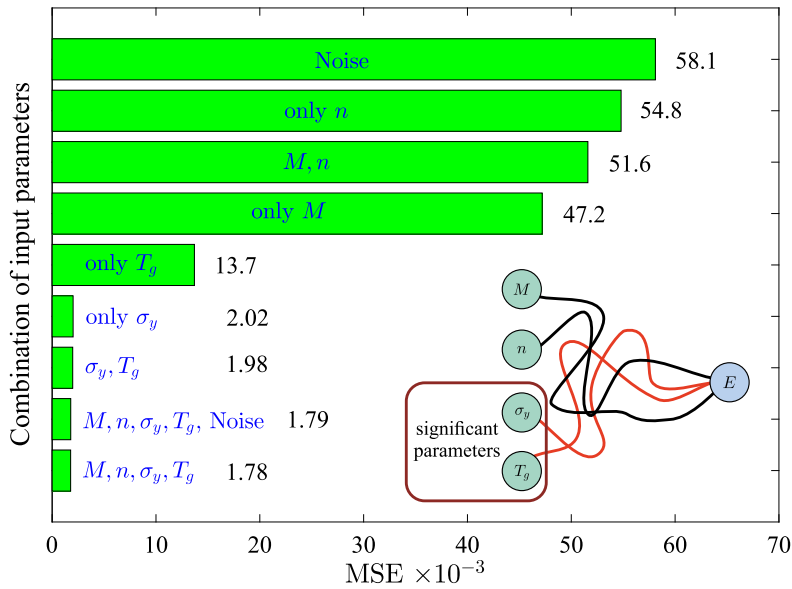 Combination of input parameters
Noise 58.1
only n 54.8
M, n 51.6
only M 47.2
only T_g 13.7
only σ_y 2.02
σ_y, T_g 1.98
M, n, σ_y, T_g, Noise 1.79
M, n, σ_y, T_g 1.78
M
n
σ_y
T_g
E
significant
parameters
0 10 20 30 40 50 60 70
MSE ×10⁻³